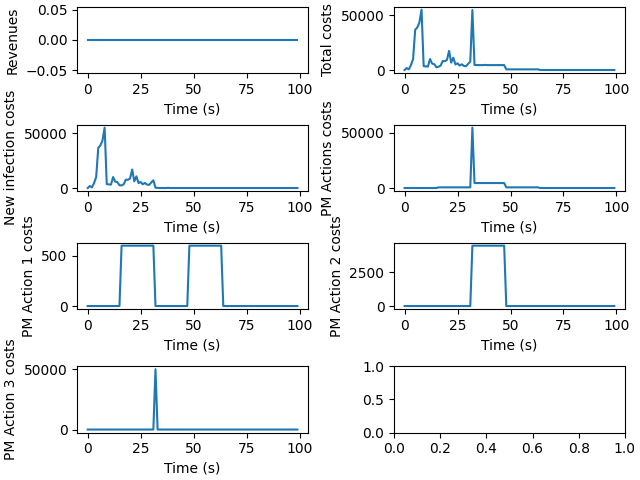 Revenues
0.05
0.00
−0.05
0 25 50 75 100
Time (s)
Total costs
50000
0
0 25 50 75 100
Time (s)
New infection costs
50000
0
0 25 50 75 100
Time (s)
PM Actions costs
50000
0
0 25 50 75 100
Time (s)
PM Action 1 costs
500
0
0 25 50 75 100
Time (s)
PM Action 2 costs
2500
0
0 25 50 75 100
Time (s)
PM Action 3 costs
50000
0
0 25 50 75 100
Time (s)
1.0
0.5
0.0
0.0 0.2 0.4 0.6 0.8 1.0